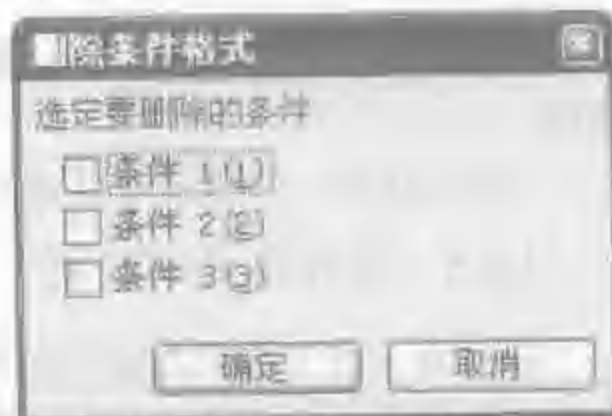 删除条件格式
选定要删除的条件
条件 1(1)
条件 2(2)
条件 3(3)
确定 取消